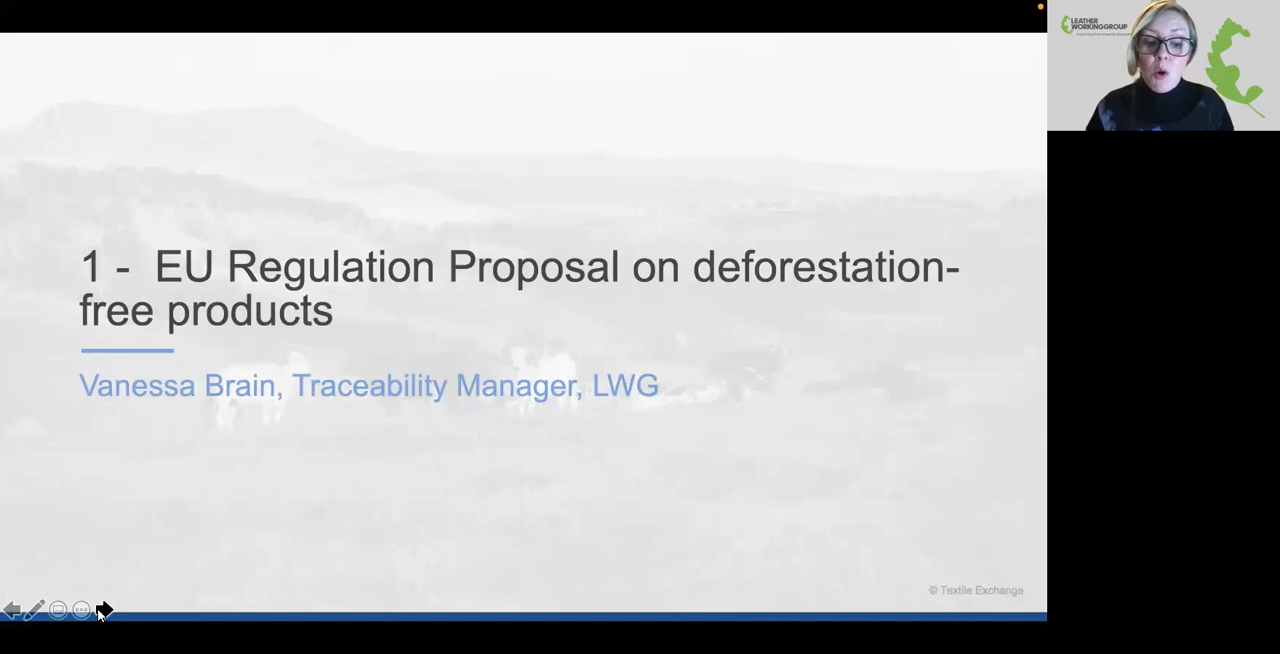 LEATHER
WORKINGGROUP
1 - EU Regulation Proposal on deforestation-
free products
Vanessa Brain, Traceability Manager, LWG
© Textile Exchange